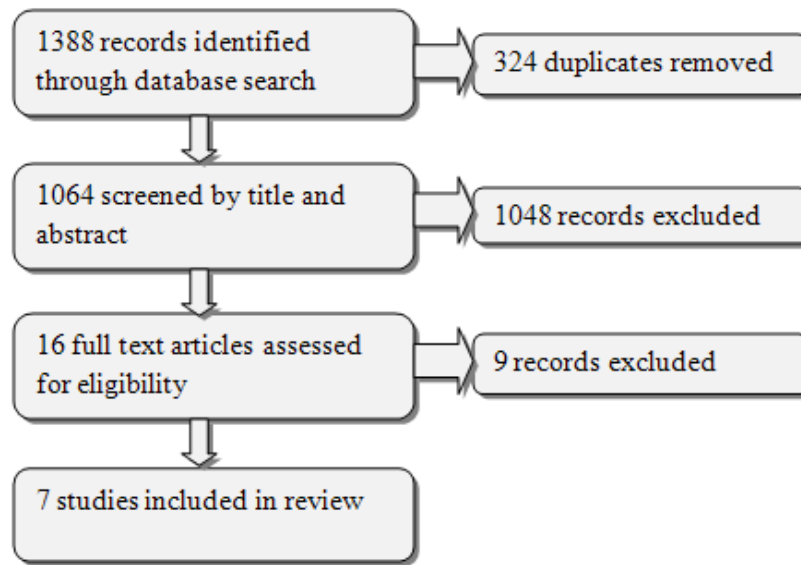 1388 records identified
through database search
324 duplicates removed
1064 screened by title and
abstract
1048 records excluded
16 full text articles assessed
for eligibility
9 records excluded
7 studies included in review